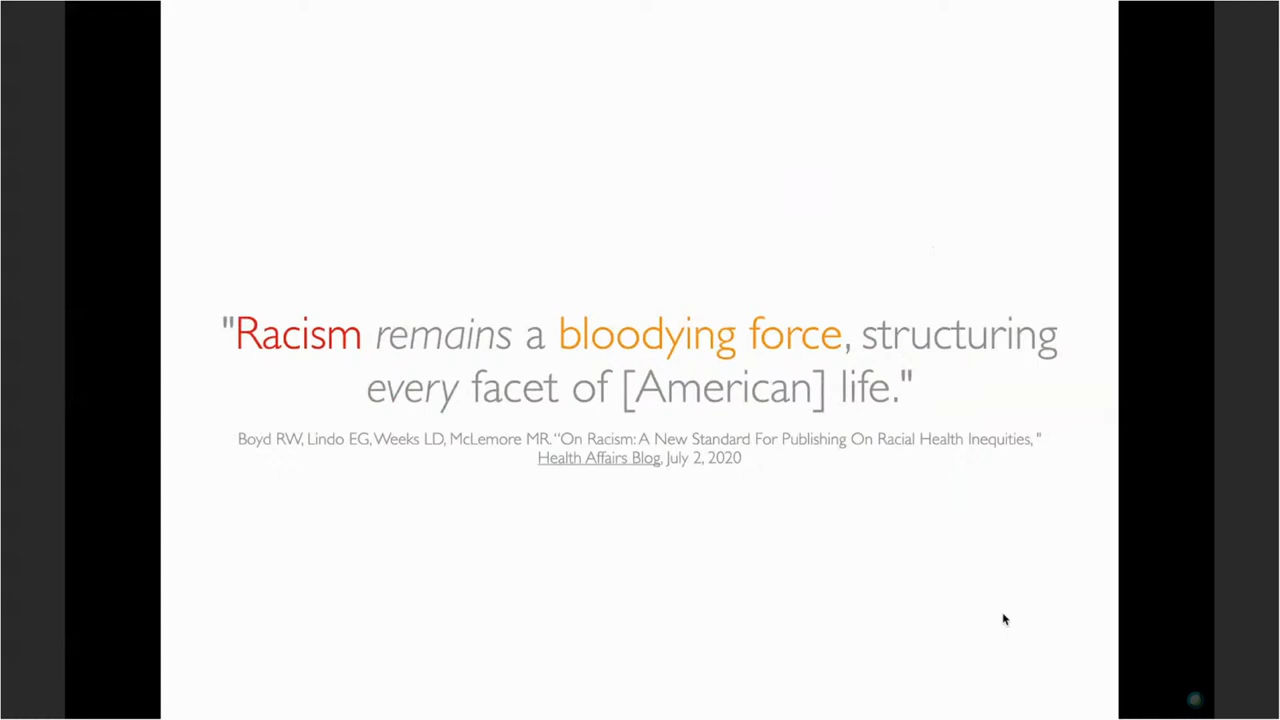 "Racism remains a bloodying force, structuring
every facet of [American] life."
Boyd RW, Lindo EG, Weeks LD, McLemore MR. “On Racism: A New Standard For Publishing On Racial Health Inequities, "
Health Affairs Blog, July 2, 2020